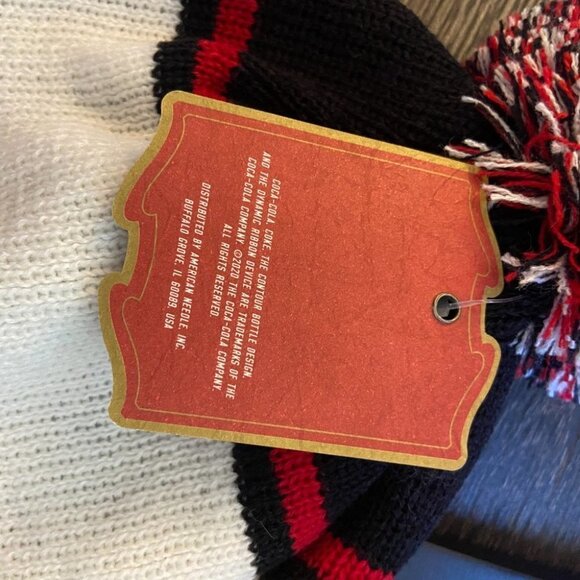 COCA-COLA, COKE, THE CONTOUR BOTTLE DESIGN,
AND THE DYNAMIC RIBBON DEVICE ARE TRADEMARKS OF THE
COCA-COLA COMPANY. ©2020 THE COCA-COLA COMPANY.
ALL RIGHTS RESERVED.
DISTRIBUTED BY AMERICAN NEEDLE, INC
BUFFALO GROVE, IL 60089, USA